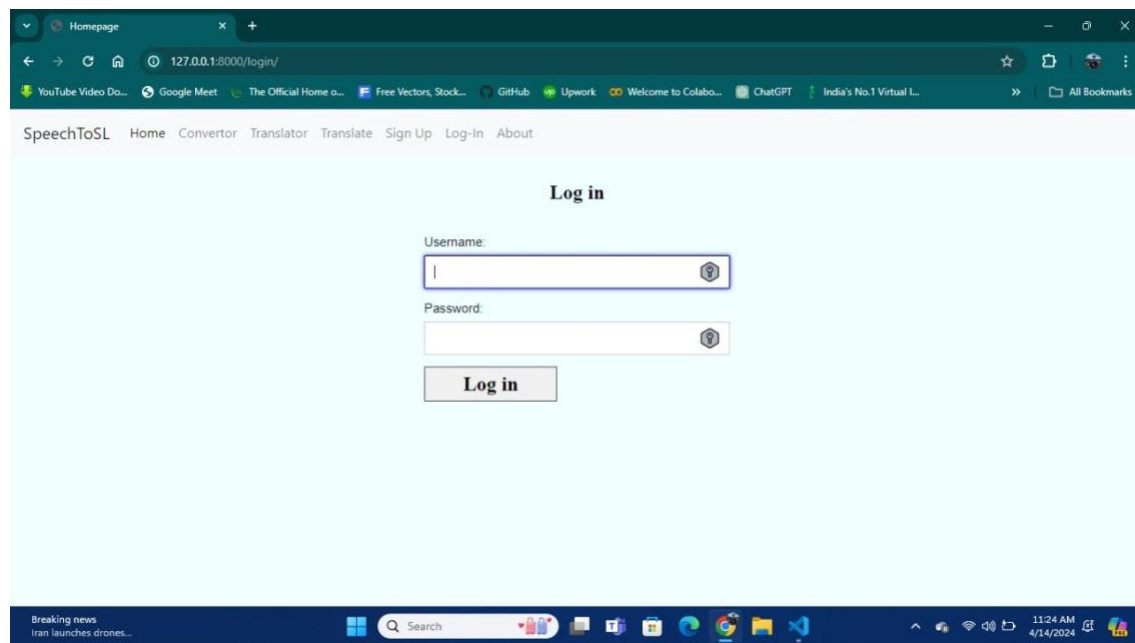 Homepage
127.0.0.1:8000/login/
YouTube Video Do... Google Meet The Official Home o... Free Vectors, Stock... GitHub Upwork Welcome to Colabo... ChatGPT India's No.1 Virtual I... » All Bookmarks
SpeechToSL Home Convertor Translator Translate Sign Up Log-In About
Log in
Username:
Password:
Log in
Breaking news
Iran launches drones...
Search
11:24 AM
4/14/2024